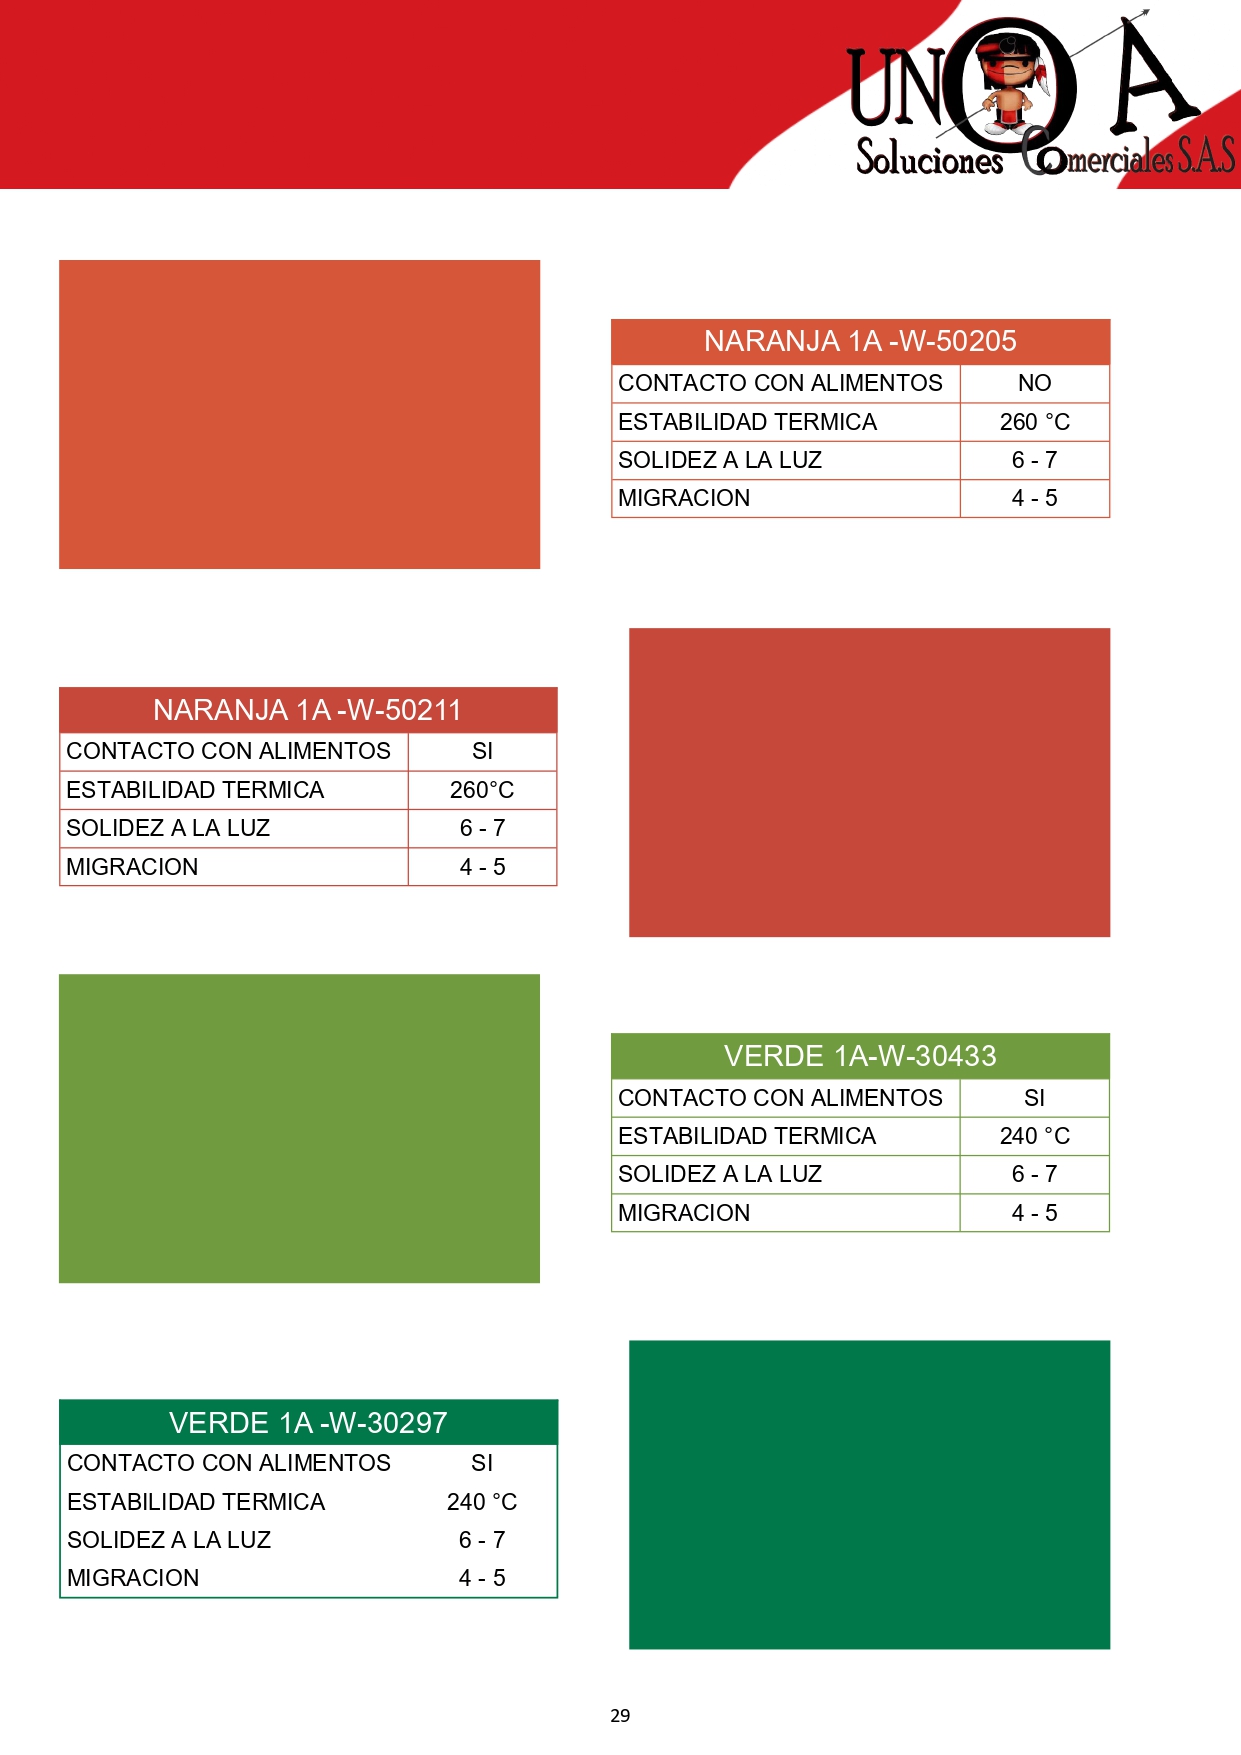 UNO A
Soluciones Comerciales S.A.S
NARANJA 1A -W-50205
CONTACTO CON ALIMENTOS NO
ESTABILIDAD TERMICA 260 °C
SOLIDEZ A LA LUZ 6 - 7
MIGRACION 4 - 5
NARANJA 1A -W-50211
CONTACTO CON ALIMENTOS SI
ESTABILIDAD TERMICA 260°C
SOLIDEZ A LA LUZ 6 - 7
MIGRACION 4 - 5
VERDE 1A-W-30433
CONTACTO CON ALIMENTOS SI
ESTABILIDAD TERMICA 240 °C
SOLIDEZ A LA LUZ 6 - 7
MIGRACION 4 - 5
VERDE 1A -W-30297
CONTACTO CON ALIMENTOS SI
ESTABILIDAD TERMICA 240 °C
SOLIDEZ A LA LUZ 6 - 7
MIGRACION 4 - 5
29